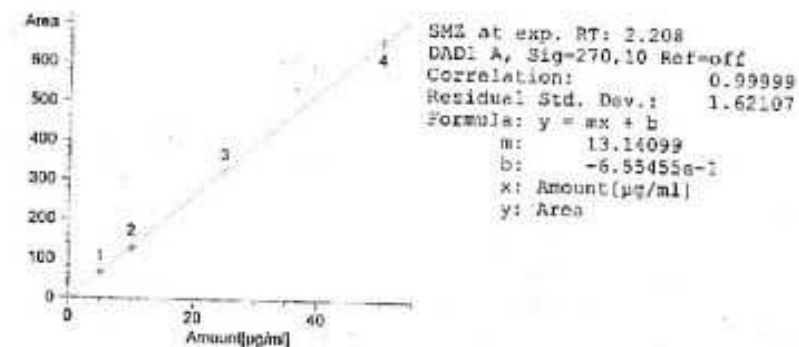 Area
600
500
400
300
200
100
0
1
2
3
4
0
20
40
Amount[µg/ml]
SMZ at exp. RT: 2.208
DAD1 A, Sig=270,10 Ref=off
Correlation: 0.99999
Residual Std. Dev.: 1.62107
Formula: y = mx + b
m: 13.14099
b: -6.55455e-1
x: Amount[µg/ml]
y: Area